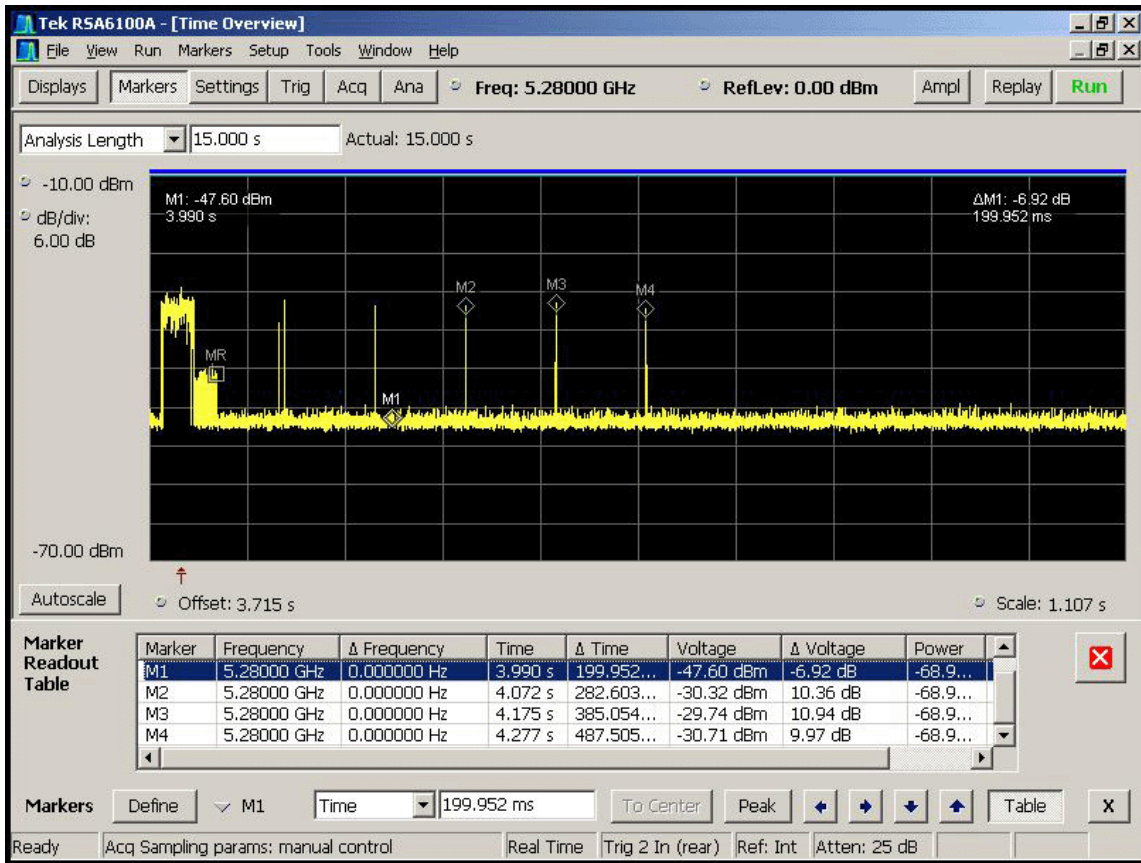 Tek RSA6100A - [Time Overview]
File View Run Markers Setup Tools Window Help
Displays Markers Settings Trig Acq Ana Freq: 5.28000 GHz RefLev: 0.00 dBm Ampl Replay Run
Analysis Length 15.000 s Actual: 15.000 s
-10.00 dBm
dB/div:
6.00 dB
M1: -47.60 dBm
3.990 s
ΔM1: -6.92 dB
199.952 ms
M2 M3 M4
MR
M1
-70.00 dBm
Autoscale Offset: 3.715 s Scale: 1.107 s
Marker
Readout
Table
Marker Frequency Δ Frequency Time Δ Time Voltage Δ Voltage Power
M1 5.28000 GHz 0.000000 Hz 3.990 s 199.952... -47.60 dBm -6.92 dB -68.9...
M2 5.28000 GHz 0.000000 Hz 4.072 s 282.603... -30.32 dBm 10.36 dB -68.9...
M3 5.28000 GHz 0.000000 Hz 4.175 s 385.054... -29.74 dBm 10.94 dB -68.9...
M4 5.28000 GHz 0.000000 Hz 4.277 s 487.505... -30.71 dBm 9.97 dB -68.9...
Markers Define M1 Time 199.952 ms To Center Peak Table X
Ready Acq Sampling params: manual control Real Time Trig 2 In (rear) Ref: Int Atten: 25 dB